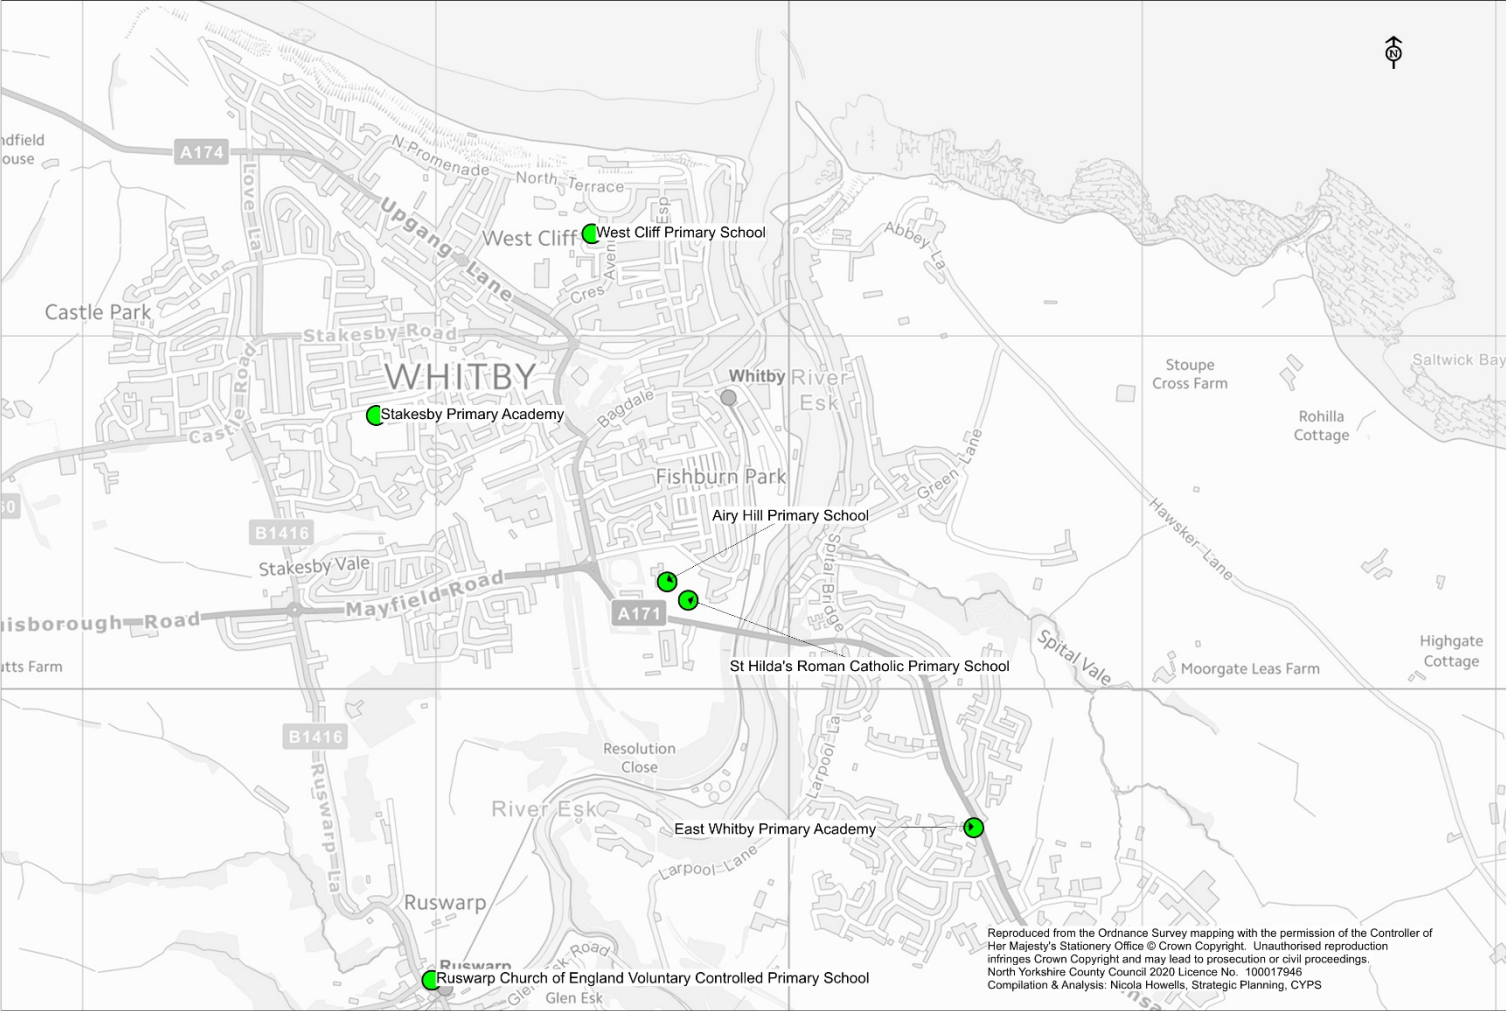 N
ndfield
ouse
A174
N Promenade
North Terrace
Love La
Upgang Lane
Esp
West Cliff
West Cliff Primary School
Abbey La
Cres Aven
Castle Park
Stakesby Road
WHITBY
Whitby
River
Esk
Stoupe
Cross Farm
Saltwick Bay
Castle Road
Stakesby Primary Academy
Bagdale
Rohilla
Cottage
Fishburn Park
Green Lane
Airy Hill Primary School
Hawsker Lane
B1416
Stakesby Vale
Spital Bridge
Mayfield Road
A171
uisborough Road
utts Farm
St Hilda's Roman Catholic Primary School
Spital Vale
Moorgate Leas Farm
Highgate
Cottage
B1416
Resolution
Close
Larpool La
Ruswarp La
River Esk
East Whitby Primary Academy
Larpool Lane
Ruswarp
Ruswarp
Ruswarp Church of England Voluntary Controlled Primary School
Glen Esk Road
Glen Esk
Reproduced from the Ordnance Survey mapping with the permission of the Controller of
Her Majesty's Stationery Office © Crown Copyright. Unauthorised reproduction
infringes Crown Copyright and may lead to prosecution or civil proceedings.
North Yorkshire County Council 2020 Licence No. 100017946
Compilation & Analysis: Nicola Howells, Strategic Planning, CYPS